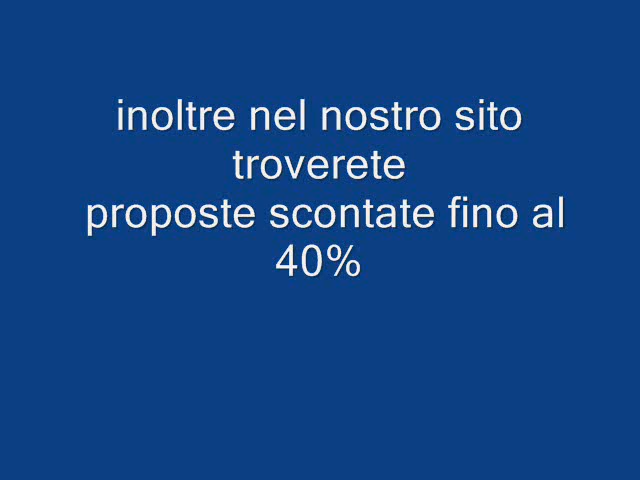 inoltre nel nostro sito
troverete
proposte scontate fino al
40%